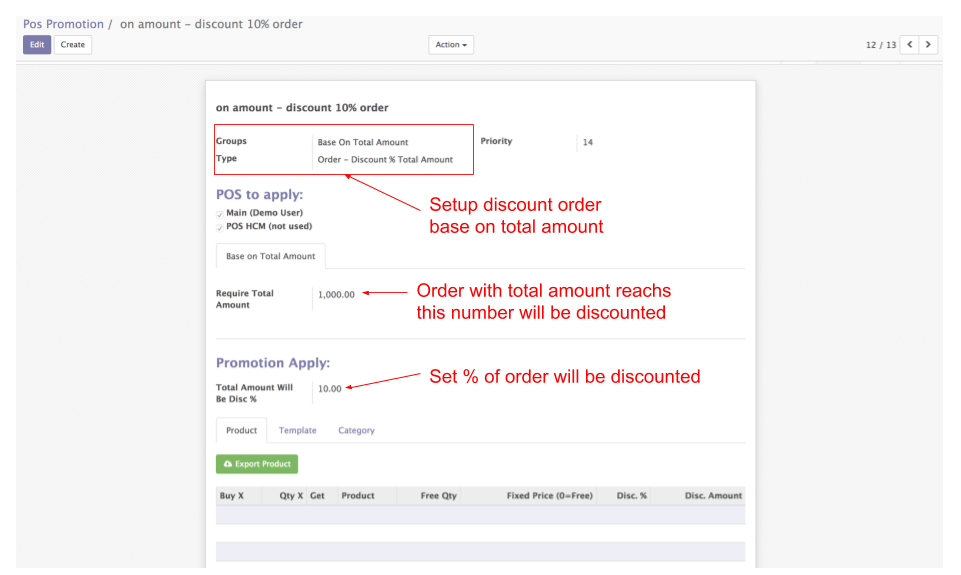 Pos Promotion / on amount – discount 10% order
Edit Create Action 12 / 13
on amount – discount 10% order
Groups Base On Total Amount Priority 14
Type Order – Discount % Total Amount
POS to apply:
Main (Demo User)
POS HCM (not used)
Setup discount order
base on total amount
Base on Total Amount
Require Total
Amount
1,000.00
Order with total amount reachs
this number will be discounted
Promotion Apply:
Total Amount Will
Be Disc %
10.00
Set % of order will be discounted
Product Template Category
Export Product
Buy X Qty X Get Product Free Qty Fixed Price (0=Free) Disc. % Disc. Amount